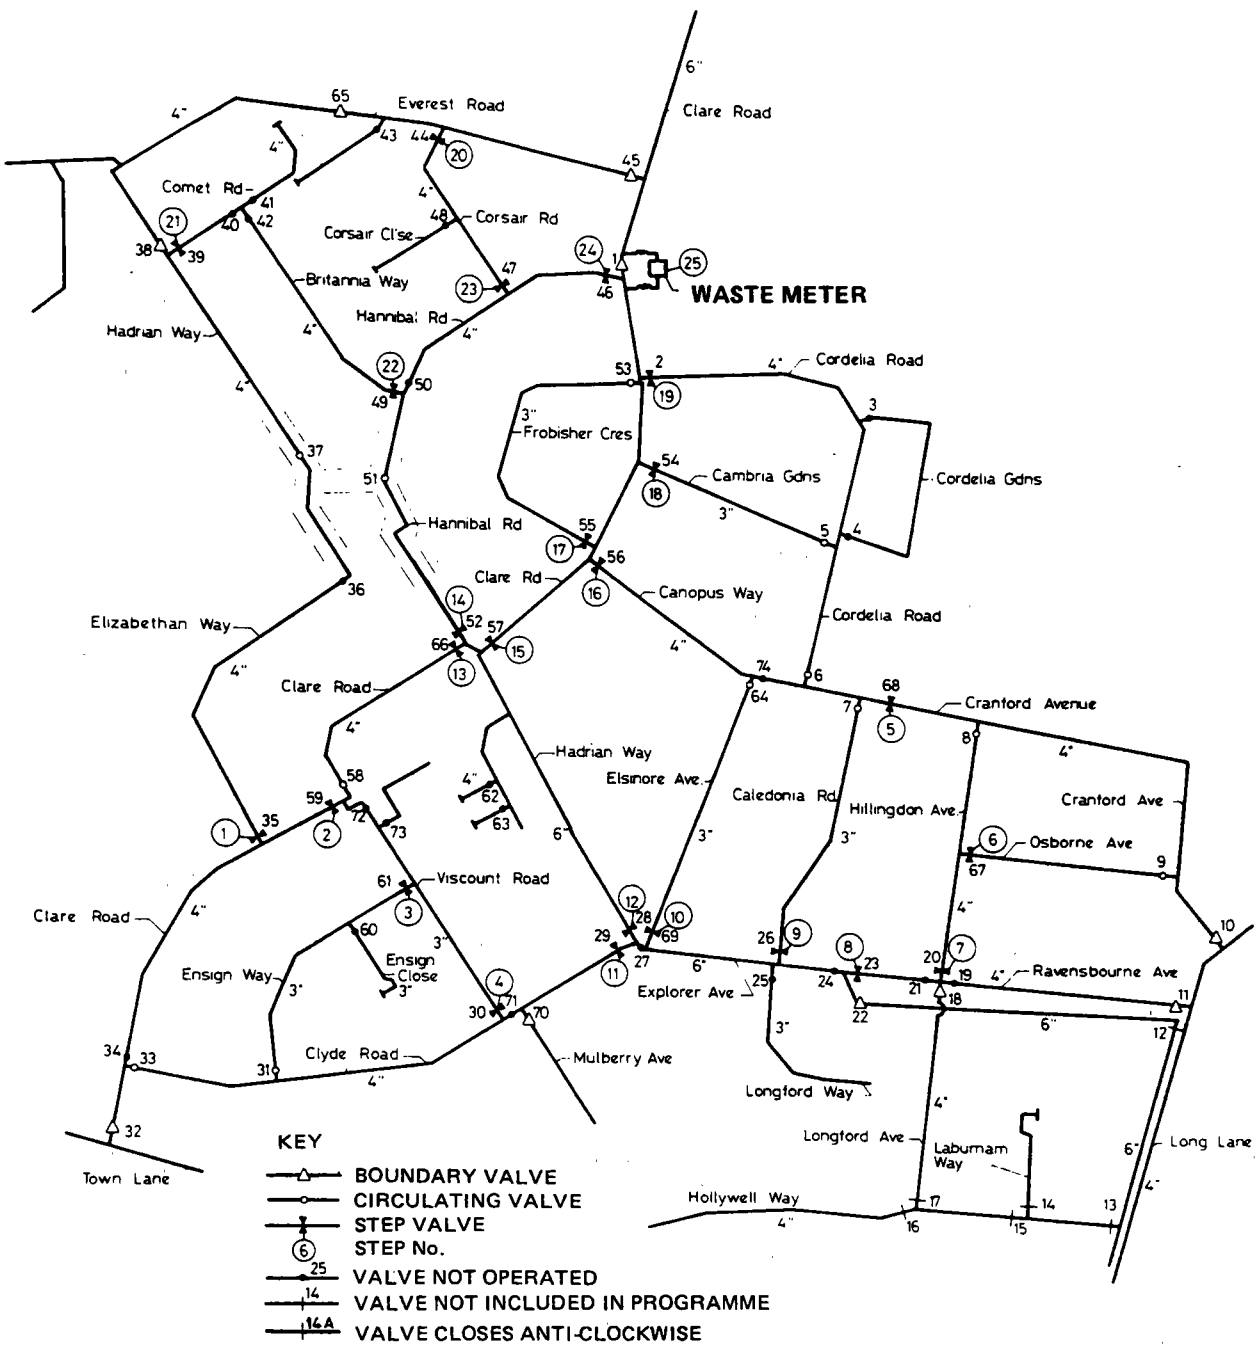 6"
Clare Road
65
Everest Road
4"
43
44
20
45
4"
Comet Rd
41
40
42
21
38
39
4"
48
Corsair Rd
Corsair Cl'se
24
1
25
46
WASTE METER
47
23
Britannia Way
Hannibal Rd
4"
4"
Hadrian Way
4"
22
49
50
53
2
19
4"
Cordelia Road
3
3"
Frobisher Cres
37
51
54
18
Cambria Gdns
3"
Cordelia Gdns
Hannibal Rd
5
4
55
17
56
16
Clare Rd
Canopus Way
36
14
52
57
15
66
13
Elizabethan Way
4"
Cordelia Road
4"
74
64
6
68
5
7
Cranford Avenue
Clare Road
4"
8
4"
Hadrian Way
Elsinore Ave.
Caledonia Rd
Hillingdon Ave
Cranford Ave
58
59
2
72
73
4"
62
63
6"
3"
3"
6
67
Osborne Ave
9
1
35
61
3
Viscount Road
4"
Clare Road
4"
60
3"
12
28
10
69
29
11
27
26
9
8
23
20
7
10
Ensign Way
3"
Ensign
Close
3"
4
30
71
70
6"
Explorer Ave
25
24
22
21
19
18
4"
Ravensbourne Ave
11
6"
12
34
33
31
Clyde Road
4"
Mulberry Ave
3"
Longford Way
4"
32
Town Lane
Longford Ave
Laburnam
Way
6"
Long Lane
4"
Hollywell Way
4"
17
16
14
15
13
KEY
BOUNDARY VALVE
CIRCULATING VALVE
STEP VALVE
6 STEP No.
25 VALVE NOT OPERATED
14 VALVE NOT INCLUDED IN PROGRAMME
14A VALVE CLOSES ANTI-CLOCKWISE